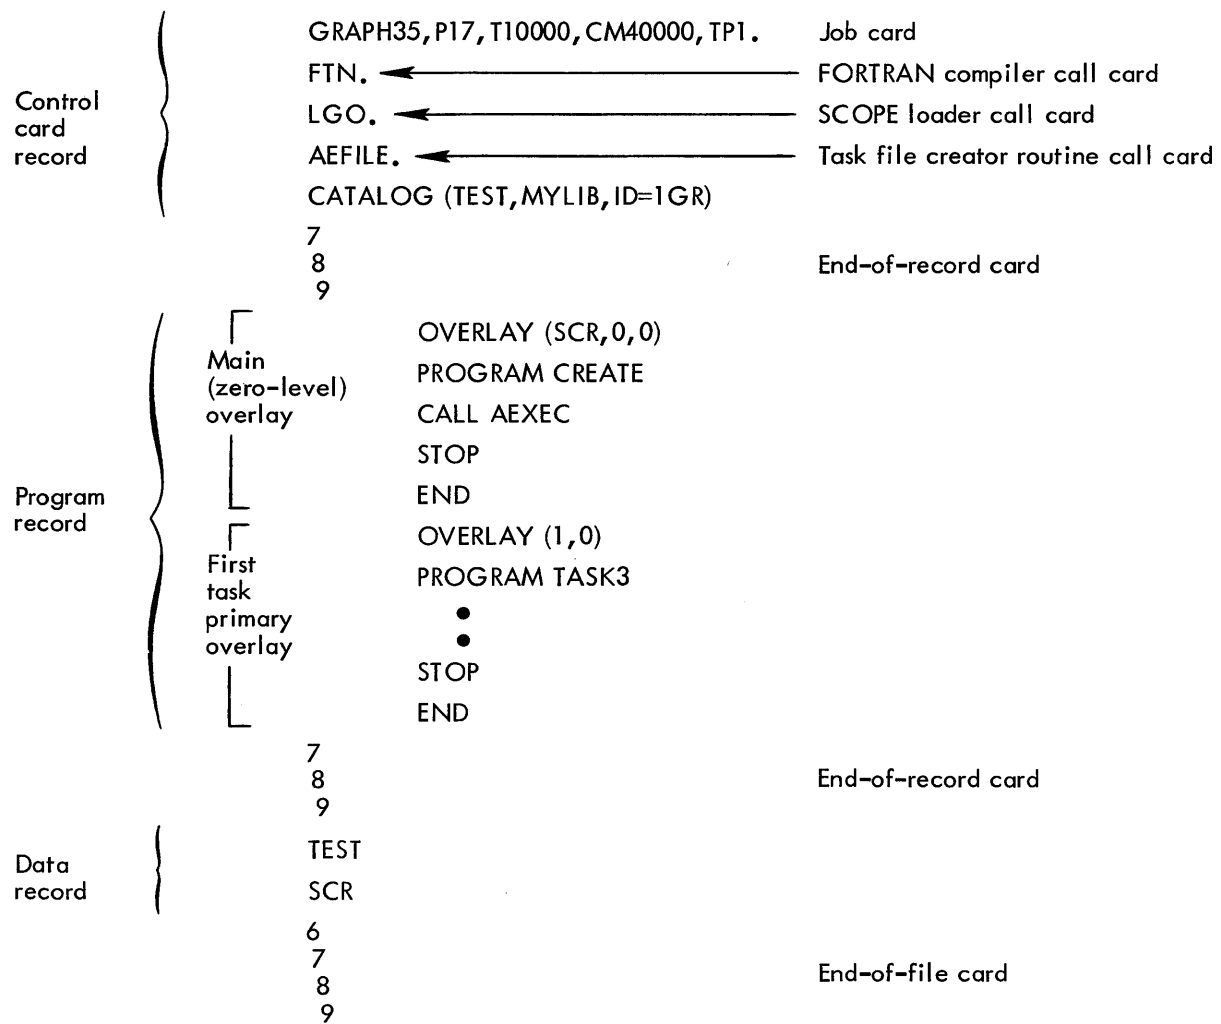 GRAPH35,P17,T10000,CM40000,TP1. Job card
FTN. FORTRAN compiler call card
LGO. SCOPE loader call card
Control
card
record
AEFILE. Task file creator routine call card
CATALOG (TEST,MYLIB,ID=1GR)
7
8
9
End-of-record card
Program
record
Main
(zero-level)
overlay
OVERLAY (SCR,0,0)
PROGRAM CREATE
CALL AEXEC
STOP
END
First
task
primary
overlay
OVERLAY (1,0)
PROGRAM TASK3
STOP
END
7
8
9
End-of-record card
Data
record
TEST
SCR
6
7
8
9
End-of-file card